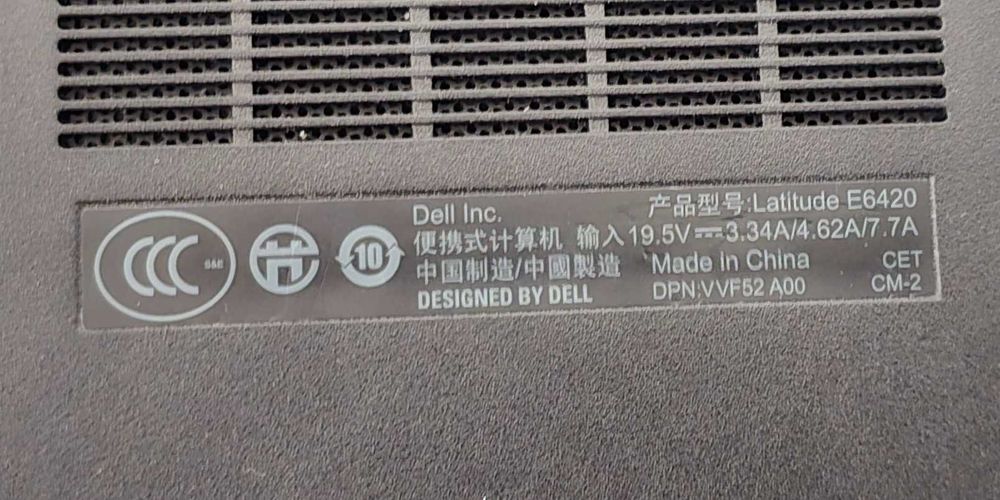 Dell Inc.
产品型号:Latitude E6420
便携式计算机 输入19.5V⎓3.34A/4.62A/7.7A
中国制造/中國製造 Made in China CET
DESIGNED BY DELL DPN:VVF52 A00 CM-2
CCC
10